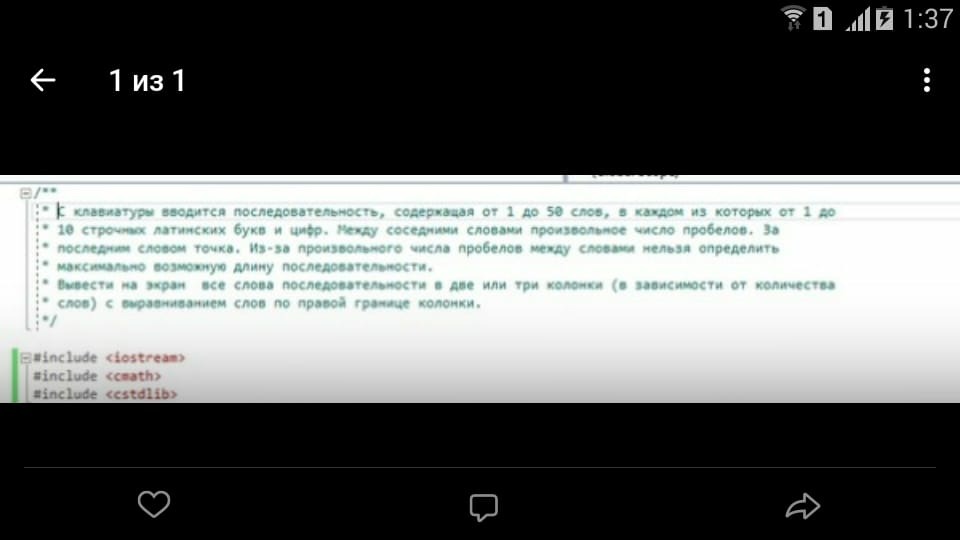 1:37
1 из 1
/**
* С клавиатуры вводится последовательность, содержащая от 1 до 50 слов, в каждом из которых от 1 до
* 10 строчных латинских букв и цифр. Между соседними словами произвольное число пробелов. За
* последним словом точка. Из-за произвольного числа пробелов между словами нельзя определить
* максимально возможную длину последовательности.
* Вывести на экран  все слова последовательности в две или три колонки (в зависимости от количества
* слов) с выравниванием слов по правой границе колонки.
*/
#include <iostream>
#include <cmath>
#include <cstdlib>